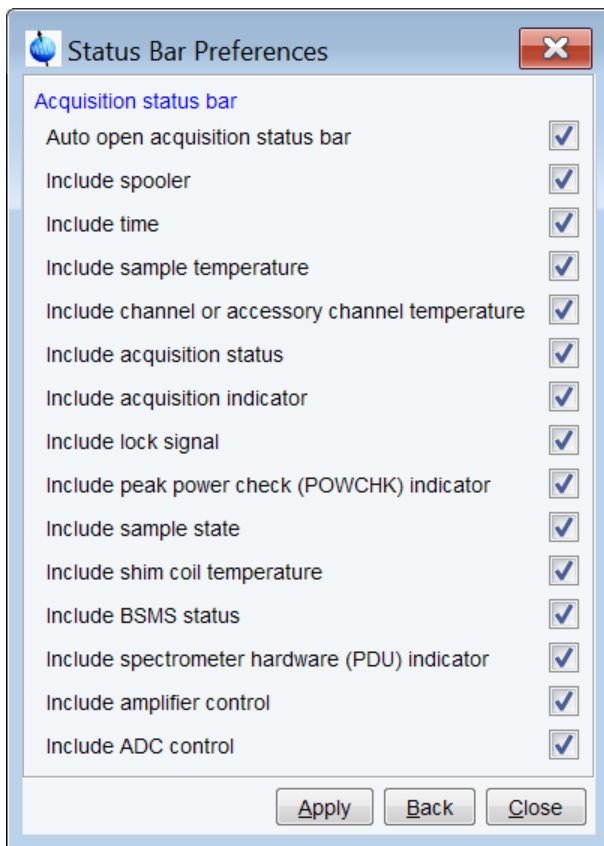 Status Bar Preferences
Acquisition status bar
Auto open acquisition status bar
Include spooler
Include time
Include sample temperature
Include channel or accessory channel temperature
Include acquisition status
Include acquisition indicator
Include lock signal
Include peak power check (POWCHK) indicator
Include sample state
Include shim coil temperature
Include BSMS status
Include spectrometer hardware (PDU) indicator
Include amplifier control
Include ADC control
Apply Back Close